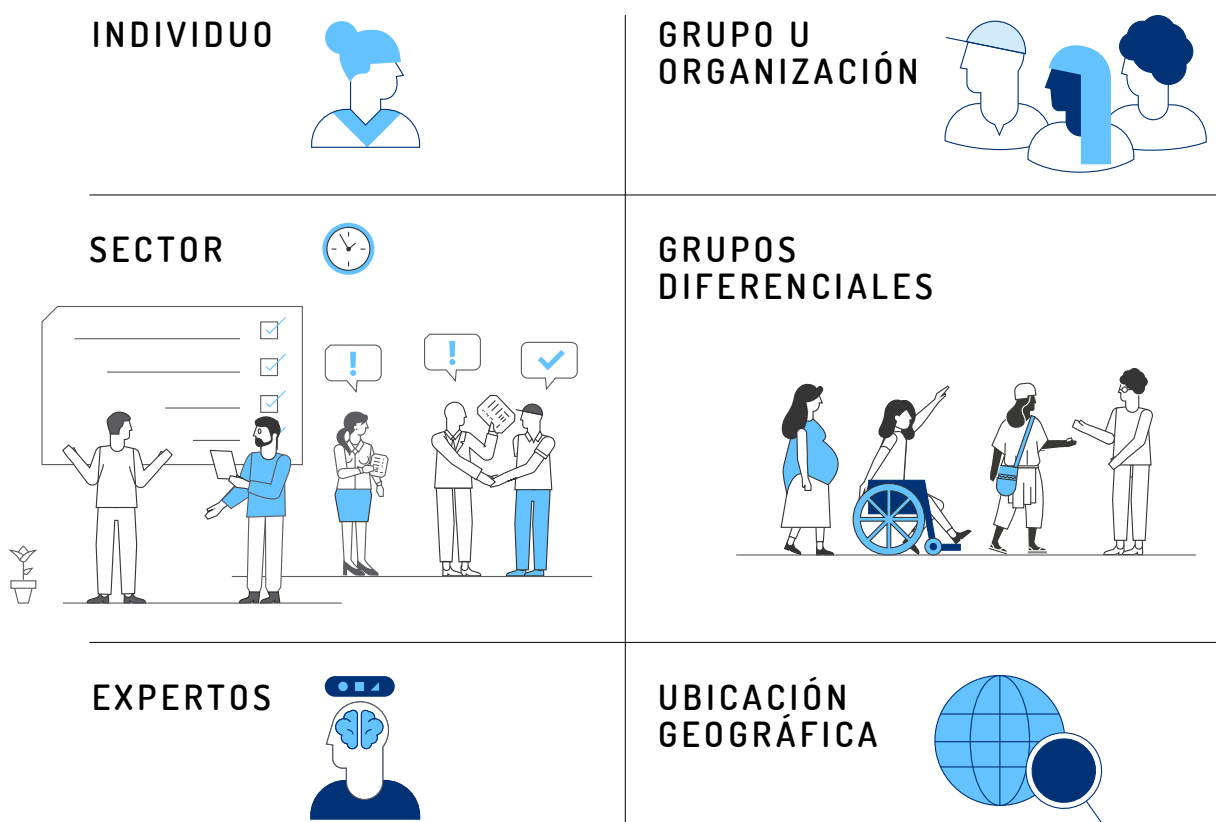 INDIVIDUO
GRUPO U
ORGANIZACIÓN
SECTOR
GRUPOS
DIFERENCIALES
EXPERTOS
UBICACIÓN
GEOGRÁFICA